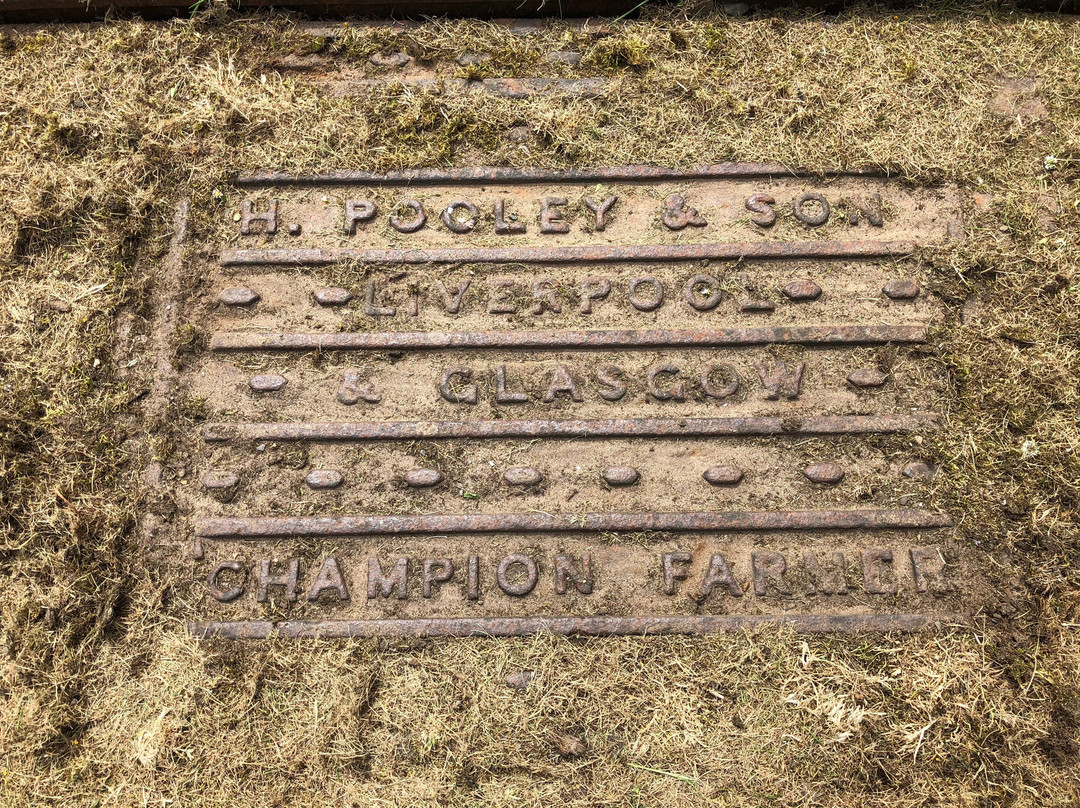 H. POOLEY & SON
LIVERPOOL
& GLASGOW
CHAMPION FARMER